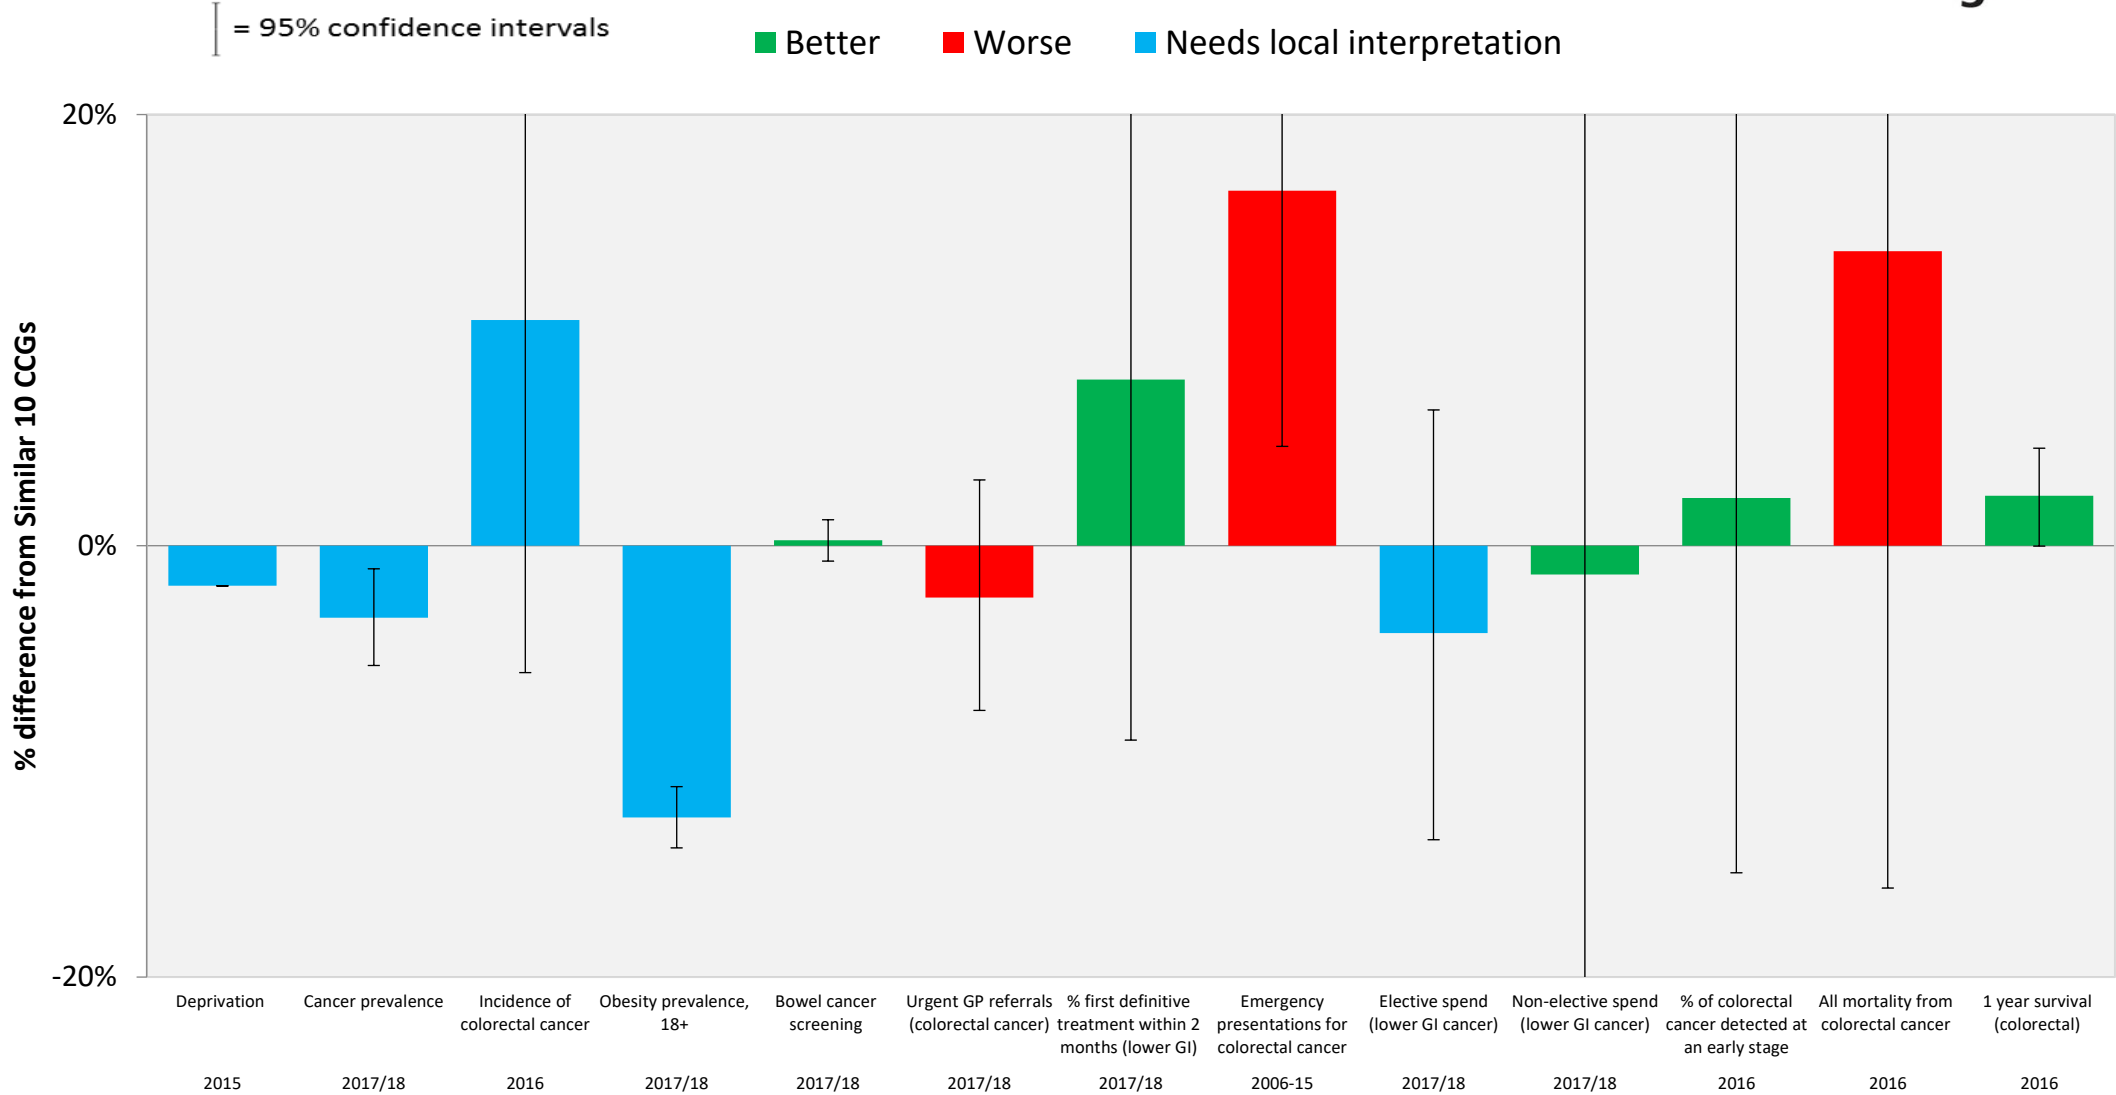 = 95% confidence intervals
Better
Worse
Needs local interpretation
20%
0%
-20%
% difference from Similar 10 CCGs
Deprivation
2015
Cancer prevalence
2017/18
Incidence of
colorectal cancer
2016
Obesity prevalence,
18+
2017/18
Bowel cancer
screening
2017/18
Urgent GP referrals
(colorectal cancer)
2017/18
% first definitive
treatment within 2
months (lower GI)
2017/18
Emergency
presentations for
colorectal cancer
2006-15
Elective spend
(lower GI cancer)
2017/18
Non-elective spend
(lower GI cancer)
2017/18
% of colorectal
cancer detected at
an early stage
2016
All mortality from
colorectal cancer
2016
1 year survival
(colorectal)
2016